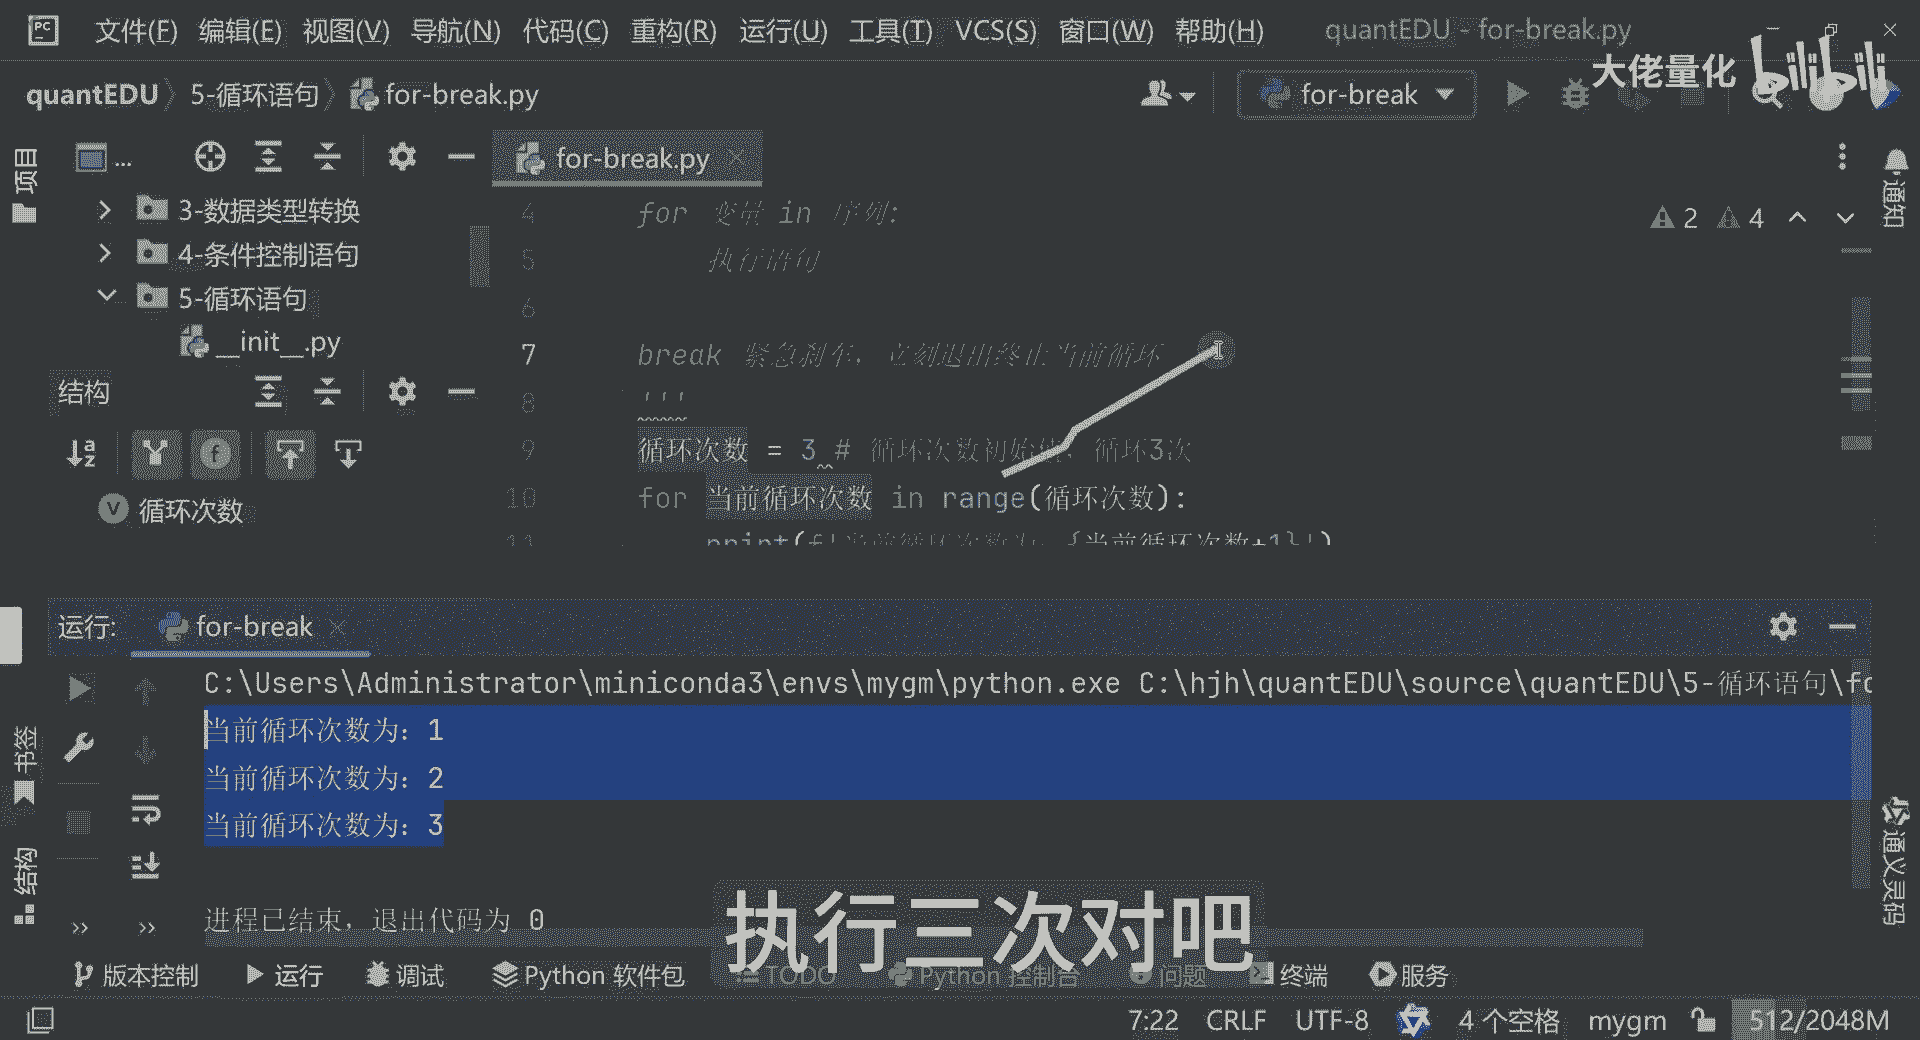 PC
文件(F) 编辑(E) 视图(V) 导航(N) 代码(C) 重构(R) 运行(U) 工具(T) VCS(S) 窗口(W) 帮助(H) quantEDU - for-break.py
大佬量化 bilibili
quantEDU 5-循环语句 for-break.py for-break
项目
... for-break.py
通知
3-数据类型转换
4-条件控制语句
5-循环语句
__init__.py
2 4
4 for 变量 in 序列:
5 执行语句
6
7 break 紧急刹车，立刻退出终止当前循环
8 '''
9 循环次数 = 3 # 循环次数初始值，循环3次
10 for 当前循环次数 in range(循环次数):
11 print(f'当前循环次数为：{当前循环次数+1}')
结构
循环次数
运行: for-break
C:\Users\Administrator\miniconda3\envs\mygm\python.exe C:\hjh\quantEDU\source\quantEDU\5-循环语句\fo
当前循环次数为：1
当前循环次数为：2
当前循环次数为：3
进程已结束，退出代码为 0
书签
结构
通义灵码
执行三次对吧
版本控制 运行 调试 Python 软件包 TODO Python 控制台 问题 终端 服务
7:22 CRLF UTF-8 4 个空格 mygm 512/2048M